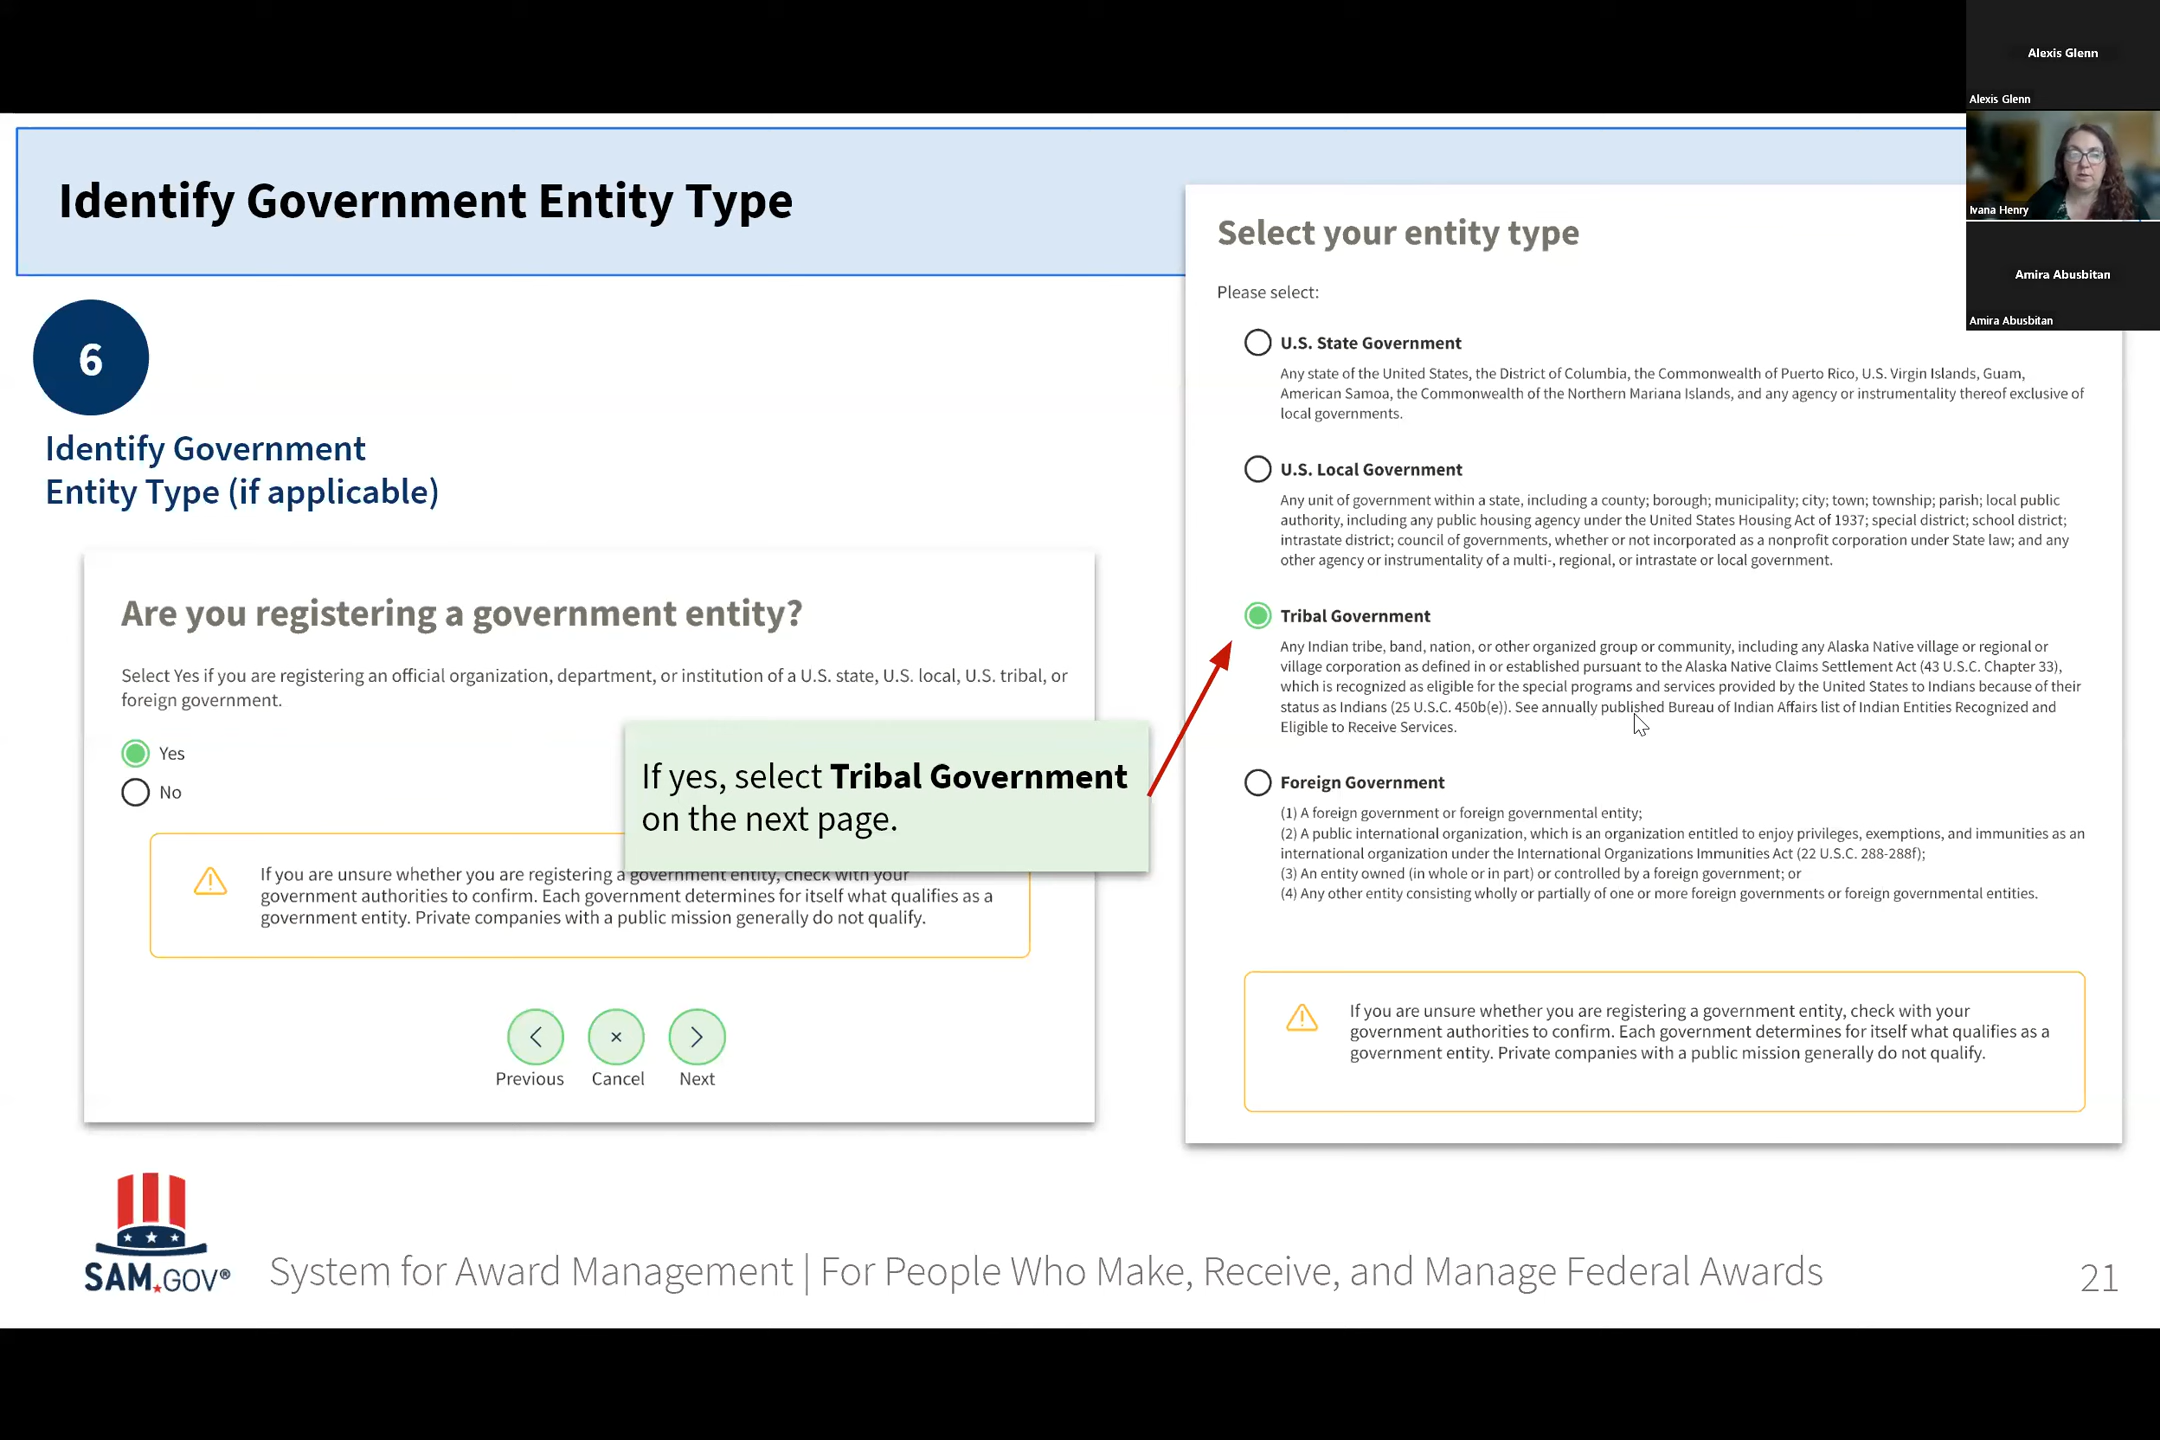 Alexis Glenn
Alexis Glenn
Ivana Henry
Amira Abusbitan
Amira Abusbitan
Identify Government Entity Type
6
Identify Government
Entity Type (if applicable)
Are you registering a government entity?
Select Yes if you are registering an official organization, department, or institution of a U.S. state, U.S. local, U.S. tribal, or
foreign government.
Yes
No
If yes, select Tribal Government
on the next page.
If you are unsure whether you are registering a government entity, check with your
government authorities to confirm. Each government determines for itself what qualifies as a
government entity. Private companies with a public mission generally do not qualify.
Previous
Cancel
Next
Select your entity type
Please select:
U.S. State Government
Any state of the United States, the District of Columbia, the Commonwealth of Puerto Rico, U.S. Virgin Islands, Guam,
American Samoa, the Commonwealth of the Northern Mariana Islands, and any agency or instrumentality thereof exclusive of
local governments.
U.S. Local Government
Any unit of government within a state, including a county; borough; municipality; city; town; township; parish; local public
authority, including any public housing agency under the United States Housing Act of 1937; special district; school district;
intrastate district; council of governments, whether or not incorporated as a nonprofit corporation under State law; and any
other agency or instrumentality of a multi-, regional, or intrastate or local government.
Tribal Government
Any Indian tribe, band, nation, or other organized group or community, including any Alaska Native village or regional or
village corporation as defined in or established pursuant to the Alaska Native Claims Settlement Act (43 U.S.C. Chapter 33),
which is recognized as eligible for the special programs and services provided by the United States to Indians because of their
status as Indians (25 U.S.C. 450b(e)). See annually published Bureau of Indian Affairs list of Indian Entities Recognized and
Eligible to Receive Services.
Foreign Government
(1) A foreign government or foreign governmental entity;
(2) A public international organization, which is an organization entitled to enjoy privileges, exemptions, and immunities as an
international organization under the International Organizations Immunities Act (22 U.S.C. 288-288f);
(3) An entity owned (in whole or in part) or controlled by a foreign government; or
(4) Any other entity consisting wholly or partially of one or more foreign governments or foreign governmental entities.
If you are unsure whether you are registering a government entity, check with your
government authorities to confirm. Each government determines for itself what qualifies as a
government entity. Private companies with a public mission generally do not qualify.
SAM.GOV®
System for Award Management | For People Who Make, Receive, and Manage Federal Awards
21